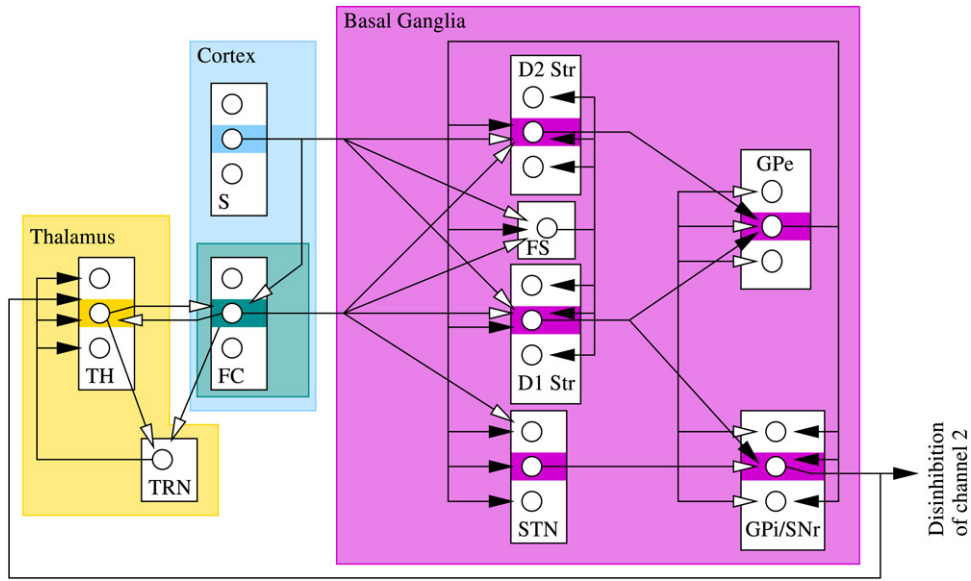 Basal Ganglia
Cortex
D2 Str
S
GPe
FS
Thalamus
TH
FC
D1 Str
TRN
STN
GPi/SNr
Disinhibition
of channel 2